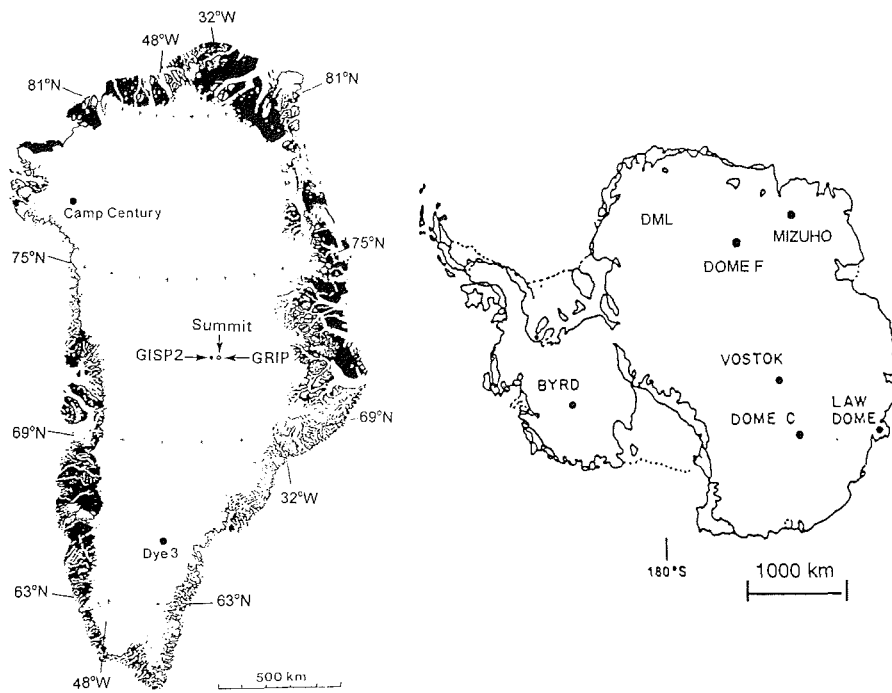 32°W
48°W
81°N
81°N
Camp Century
75°N
75°N
Summit
GISP2
GRIP
69°N
69°N
32°W
Dye 3
63°N
63°N
48°W
500 km
DML
MIZUHO
DOME F
VOSTOK
BYRD
DOME C
LAW
DOME
180°S
1000 km